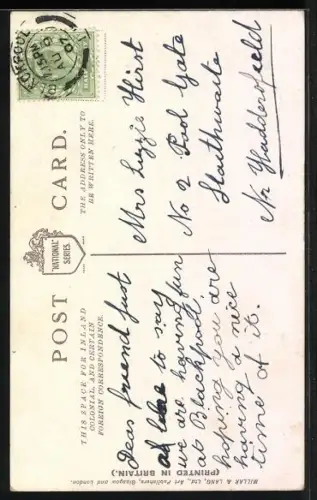 POST CARD.
THIS SPACE FOR INLAND
COLONIAL, AND CERTAIN
FOREIGN CORRESPONDENCE.
"NATIONAL"
SERIES
THE ADDRESS ONLY TO
BE WRITTEN HERE.
BLACKPOOL
Dear friend just
to say
we are having fun
at Blackpool
hoping you are
having a nice
time of it.
Mrs Lizzie Hirst
No 2 Pool Gate
Slaithwaite
Nr Huddersfield
MILLAR & LANG, Ltd., Art Publishers, Glasgow and London.
(PRINTED IN BRITAIN.)